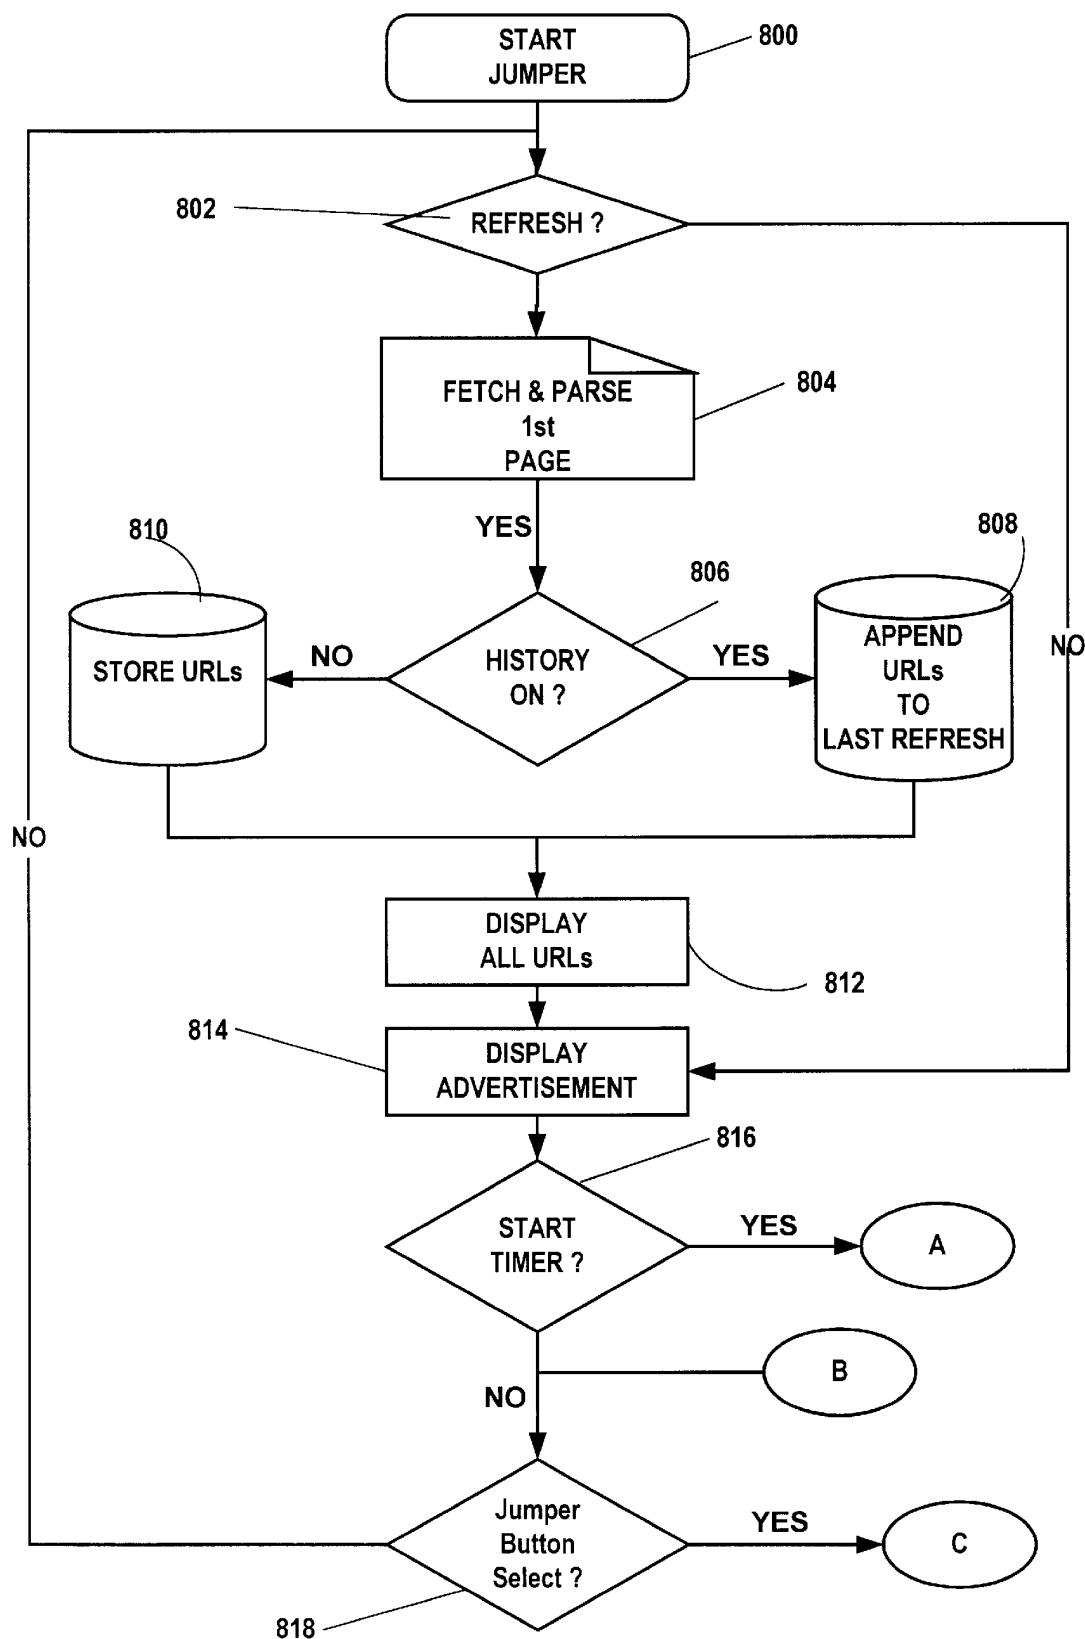 START
JUMPER
800
802
REFRESH ?
804
FETCH & PARSE
1st
PAGE
YES
810
808
806
STORE URLs
NO
HISTORY
ON ?
YES
APPEND
URLs
TO
LAST REFRESH
NO
NO
DISPLAY
ALL URLs
812
814
DISPLAY
ADVERTISEMENT
816
START
TIMER ?
YES
A
B
NO
Jumper
Button
Select ?
YES
C
818